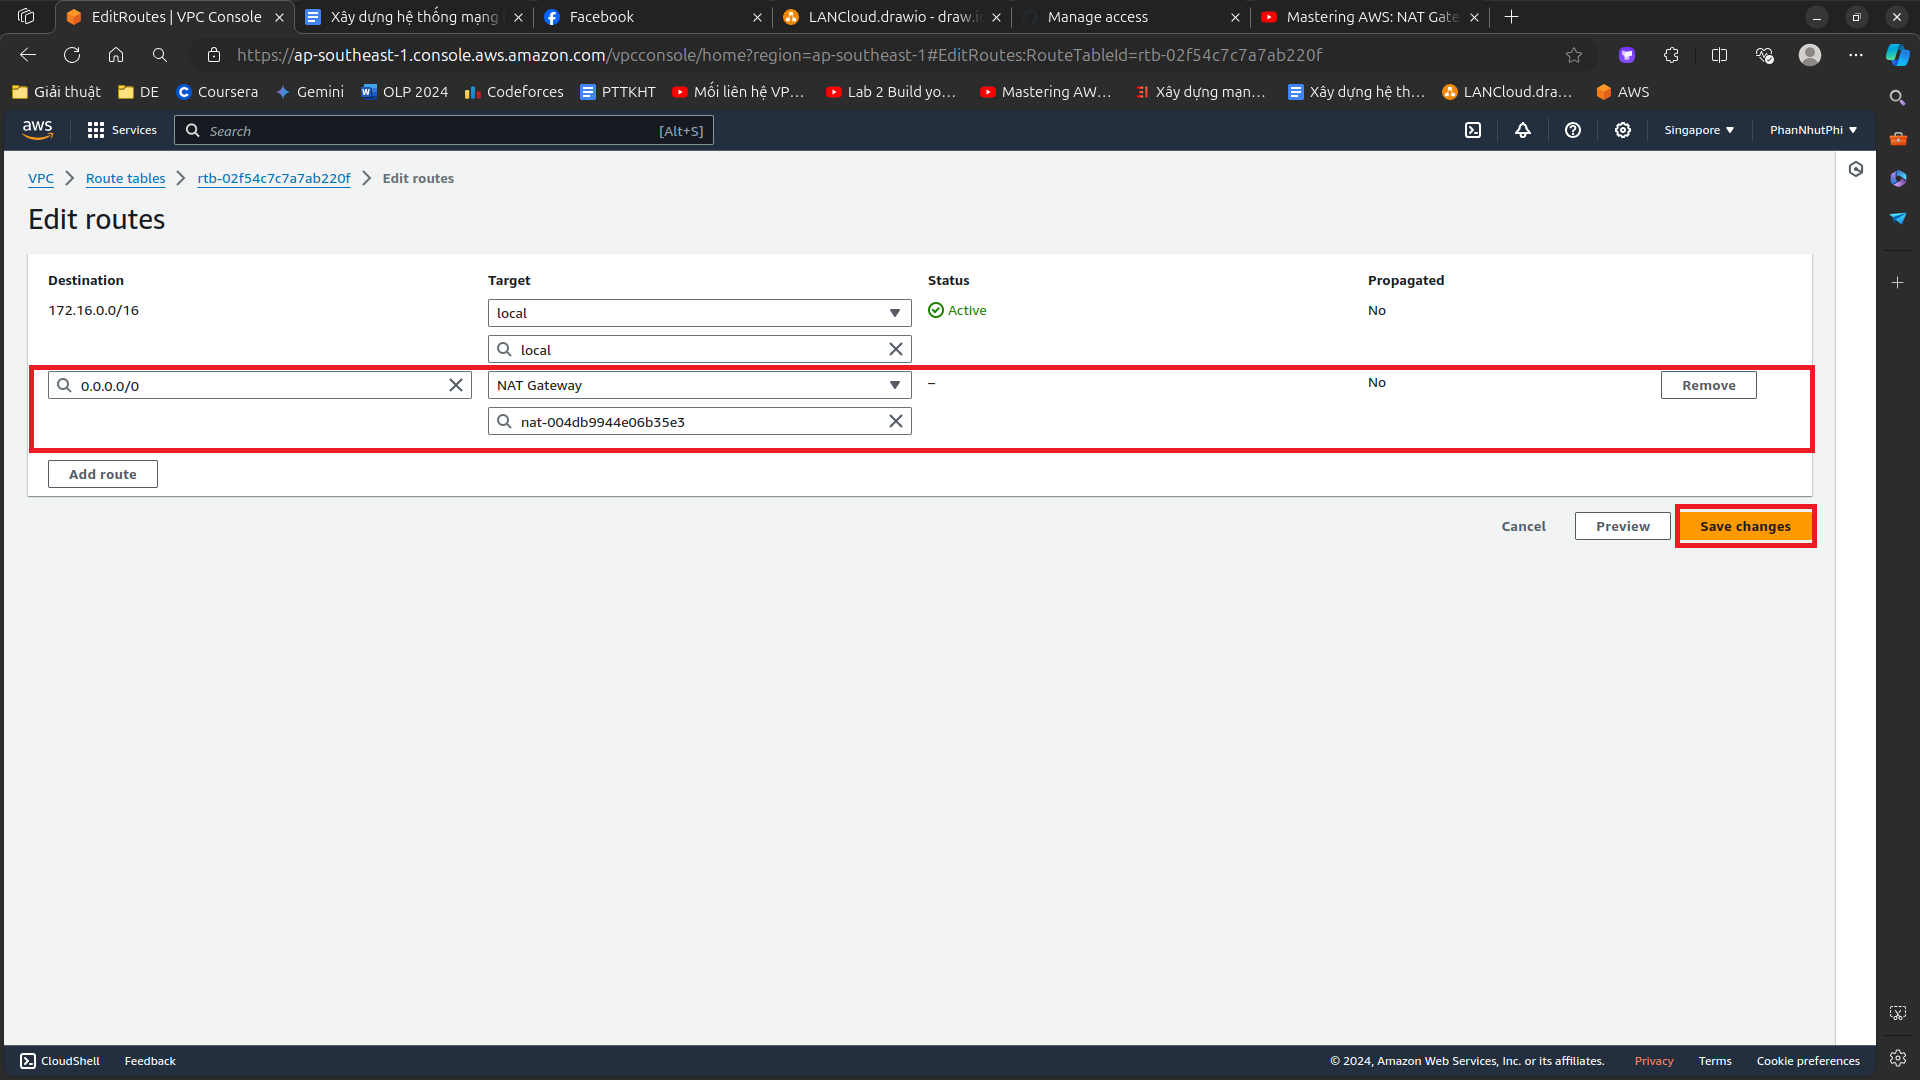 EditRoutes | VPC Console
Xây dựng hệ thống mạng
Facebook
LANCloud.drawio - draw.i
Manage access
Mastering AWS: NAT Gate
https://ap-southeast-1.console.aws.amazon.com/vpcconsole/home?region=ap-southeast-1#EditRoutes:RouteTableId=rtb-02f54c7c7a7ab220f
Giải thuật
DE
Coursera
Gemini
OLP 2024
Codeforces
PTTKHT
Mối liên hệ VP...
Lab 2 Build yo...
Mastering AW...
Xây dựng mạn...
Xây dựng hệ th...
LANCloud.dra...
AWS
aws
Services
Search
[Alt+S]
Singapore
PhanNhutPhi
VPC
Route tables
rtb-02f54c7c7a7ab220f
Edit routes
Edit routes
Destination
Target
Status
Propagated
172.16.0.0/16
local
Active
No
local
0.0.0.0/0
NAT Gateway
–
No
Remove
nat-004db9944e06b35e3
Add route
Cancel
Preview
Save changes
CloudShell
Feedback
© 2024, Amazon Web Services, Inc. or its affiliates.
Privacy
Terms
Cookie preferences